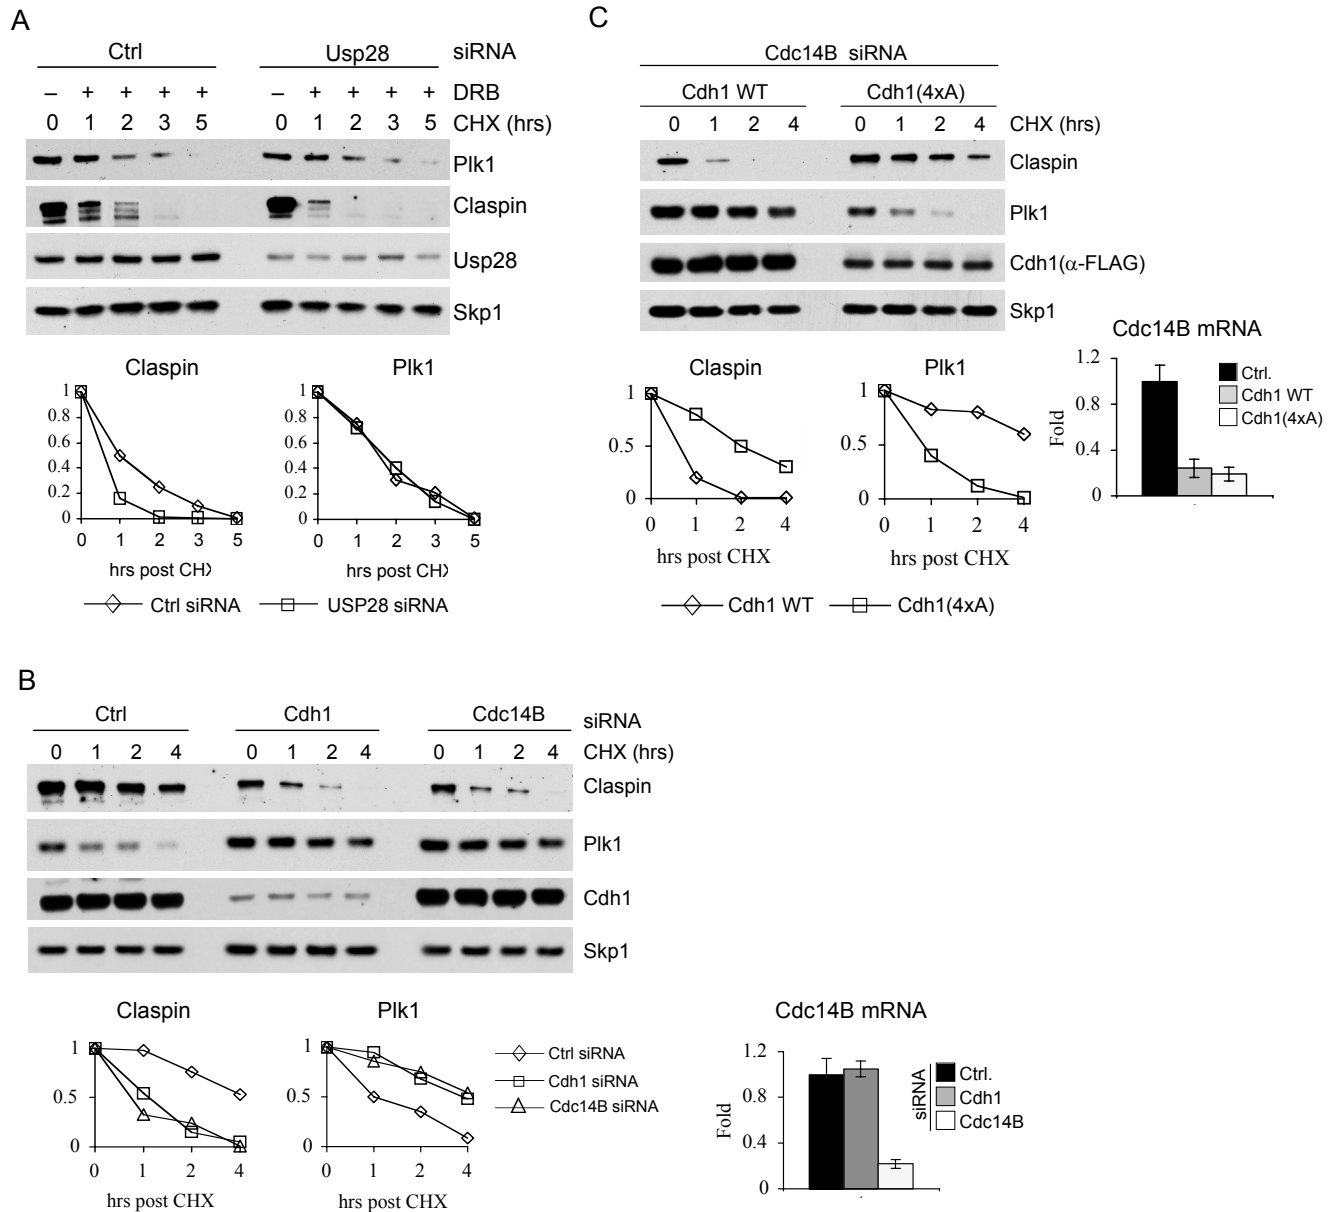 A
Ctrl Usp28 siRNA
– + + + + – + + + + DRB
0 1 2 3 5 0 1 2 3 5 CHX (hrs)
Plk1
Claspin
Usp28
Skp1
Claspin Plk1
1 1
0.8 0.8
0.6 0.6
0.4 0.4
0.2 0.2
0 0
0 1 2 3 5 0 1 2 3 5
hrs post CHX hrs post CHX
Ctrl siRNA USP28 siRNA
C
Cdc14B siRNA
Cdh1 WT Cdh1(4xA)
0 1 2 4 0 1 2 4 CHX (hrs)
Claspin
Plk1
Cdh1(α-FLAG)
Skp1
Claspin Plk1
1 1
0.5 0.5
0 0
0 1 2 4 0 1 2 4
hrs post CHX hrs post CHX
Cdh1 WT Cdh1(4xA)
Cdc14B mRNA
1.2
0.8
0.4
0
Fold
Ctrl.
Cdh1 WT
Cdh1(4xA)
B
Ctrl Cdh1 Cdc14B siRNA
0 1 2 4 0 1 2 4 0 1 2 4 CHX (hrs)
Claspin
Plk1
Cdh1
Skp1
Claspin Plk1
1 1
0.5 0.5
0 0
0 1 2 4 0 1 2 4
hrs post CHX hrs post CHX
Ctrl siRNA
Cdh1 siRNA
Cdc14B siRNA
Cdc14B mRNA
1.2
0.8
0.4
0
Fold
siRNA
Ctrl.
Cdh1
Cdc14B